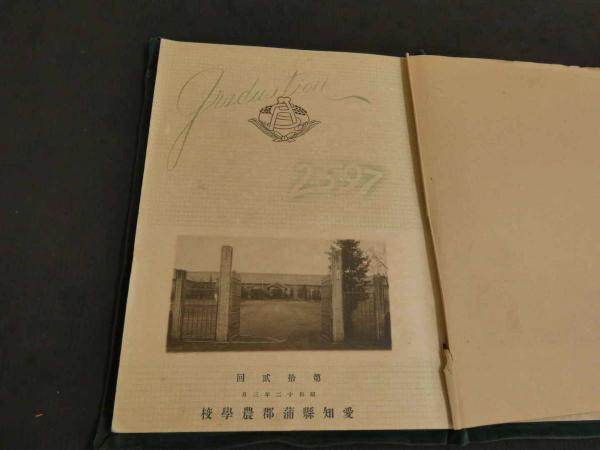 Graduation
2597
第拾貳回
昭和十二年三月
愛知縣蒲郡農學校